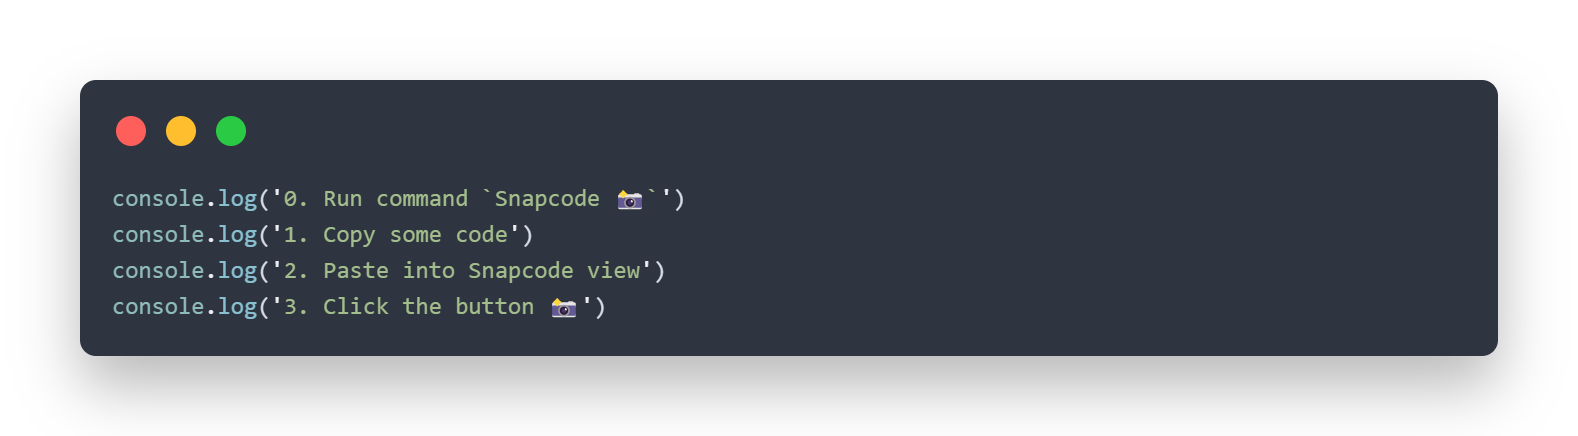 console.log('0. Run command `Snapcode 📸`')
console.log('1. Copy some code')
console.log('2. Paste into Snapcode view')
console.log('3. Click the button 📸')